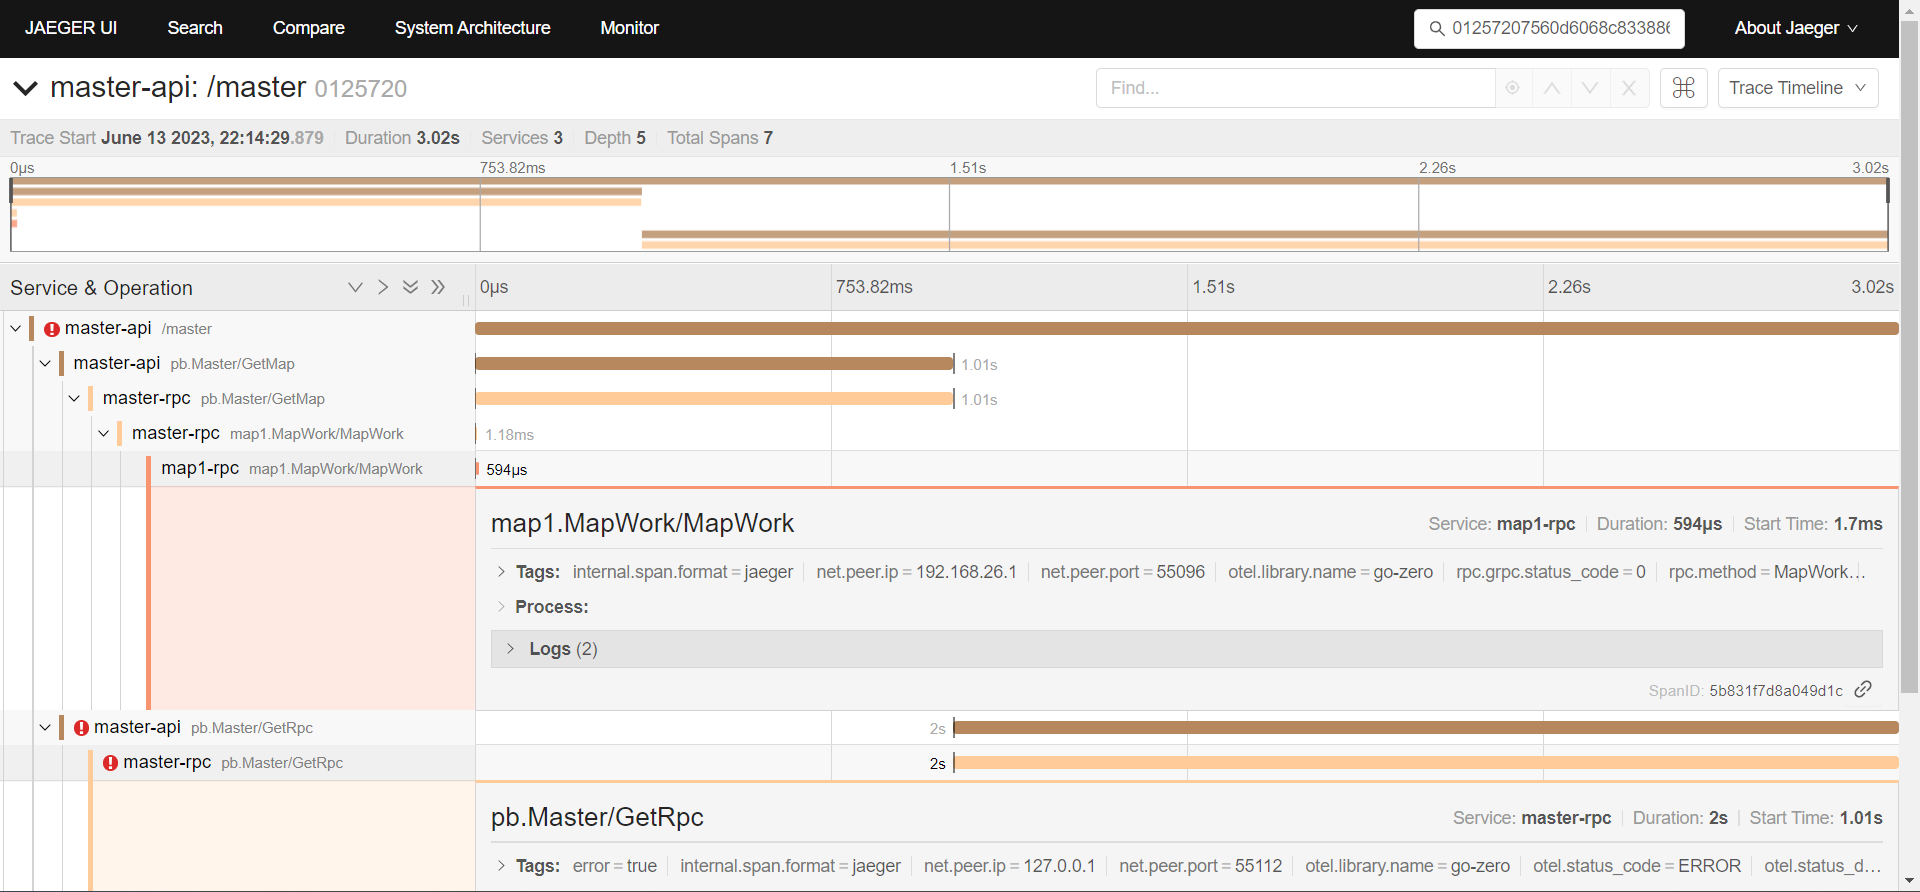 JAEGER UI Search Compare System Architecture Monitor 01257207560d6068c833886 About Jaeger
master-api: /master 0125720 Find... Trace Timeline
Trace Start June 13 2023, 22:14:29.879 Duration 3.02s Services 3 Depth 5 Total Spans 7
0μs 753.82ms 1.51s 2.26s 3.02s
Service & Operation 0μs 753.82ms 1.51s 2.26s 3.02s
master-api /master
master-api pb.Master/GetMap 1.01s
master-rpc pb.Master/GetMap 1.01s
master-rpc map1.MapWork/MapWork 1.18ms
map1-rpc map1.MapWork/MapWork 594μs
map1.MapWork/MapWork Service: map1-rpc Duration: 594μs Start Time: 1.7ms
Tags: internal.span.format = jaeger net.peer.ip = 192.168.26.1 net.peer.port = 55096 otel.library.name = go-zero rpc.grpc.status_code = 0 rpc.method = MapWork...
Process:
Logs (2)
SpanID: 5b831f7d8a049d1c
master-api pb.Master/GetRpc 2s
master-rpc pb.Master/GetRpc 2s
pb.Master/GetRpc Service: master-rpc Duration: 2s Start Time: 1.01s
Tags: error = true internal.span.format = jaeger net.peer.ip = 127.0.0.1 net.peer.port = 55112 otel.library.name = go-zero otel.status_code = ERROR otel.status_d...